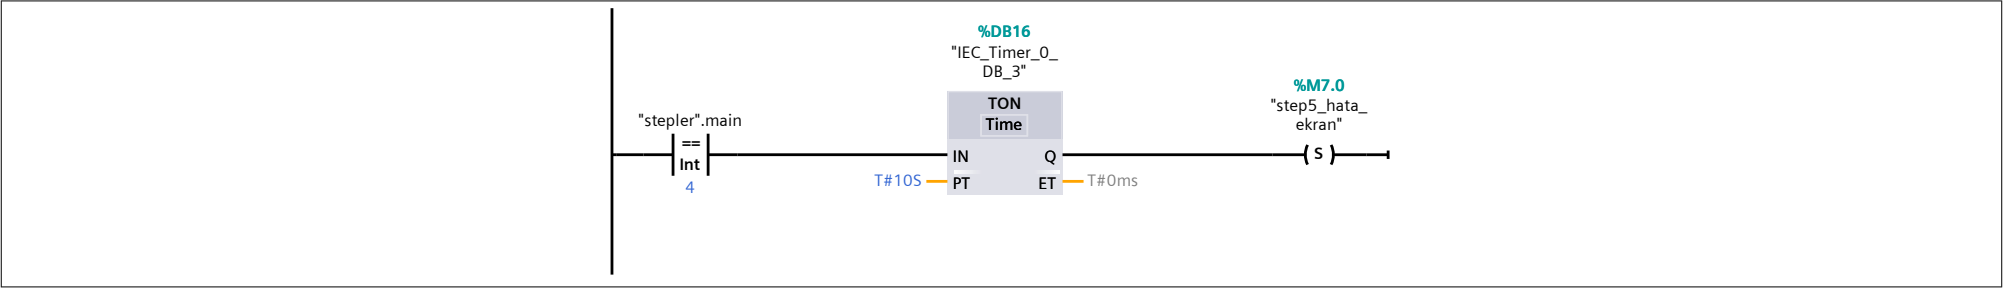 %DB16
"IEC_Timer_0_
DB_3"
%M7.0
"step5_hata_
ekran"
"stepler".main
==
Int
4
TON
Time
IN
Q
T#10S
PT
ET
T#0ms
S